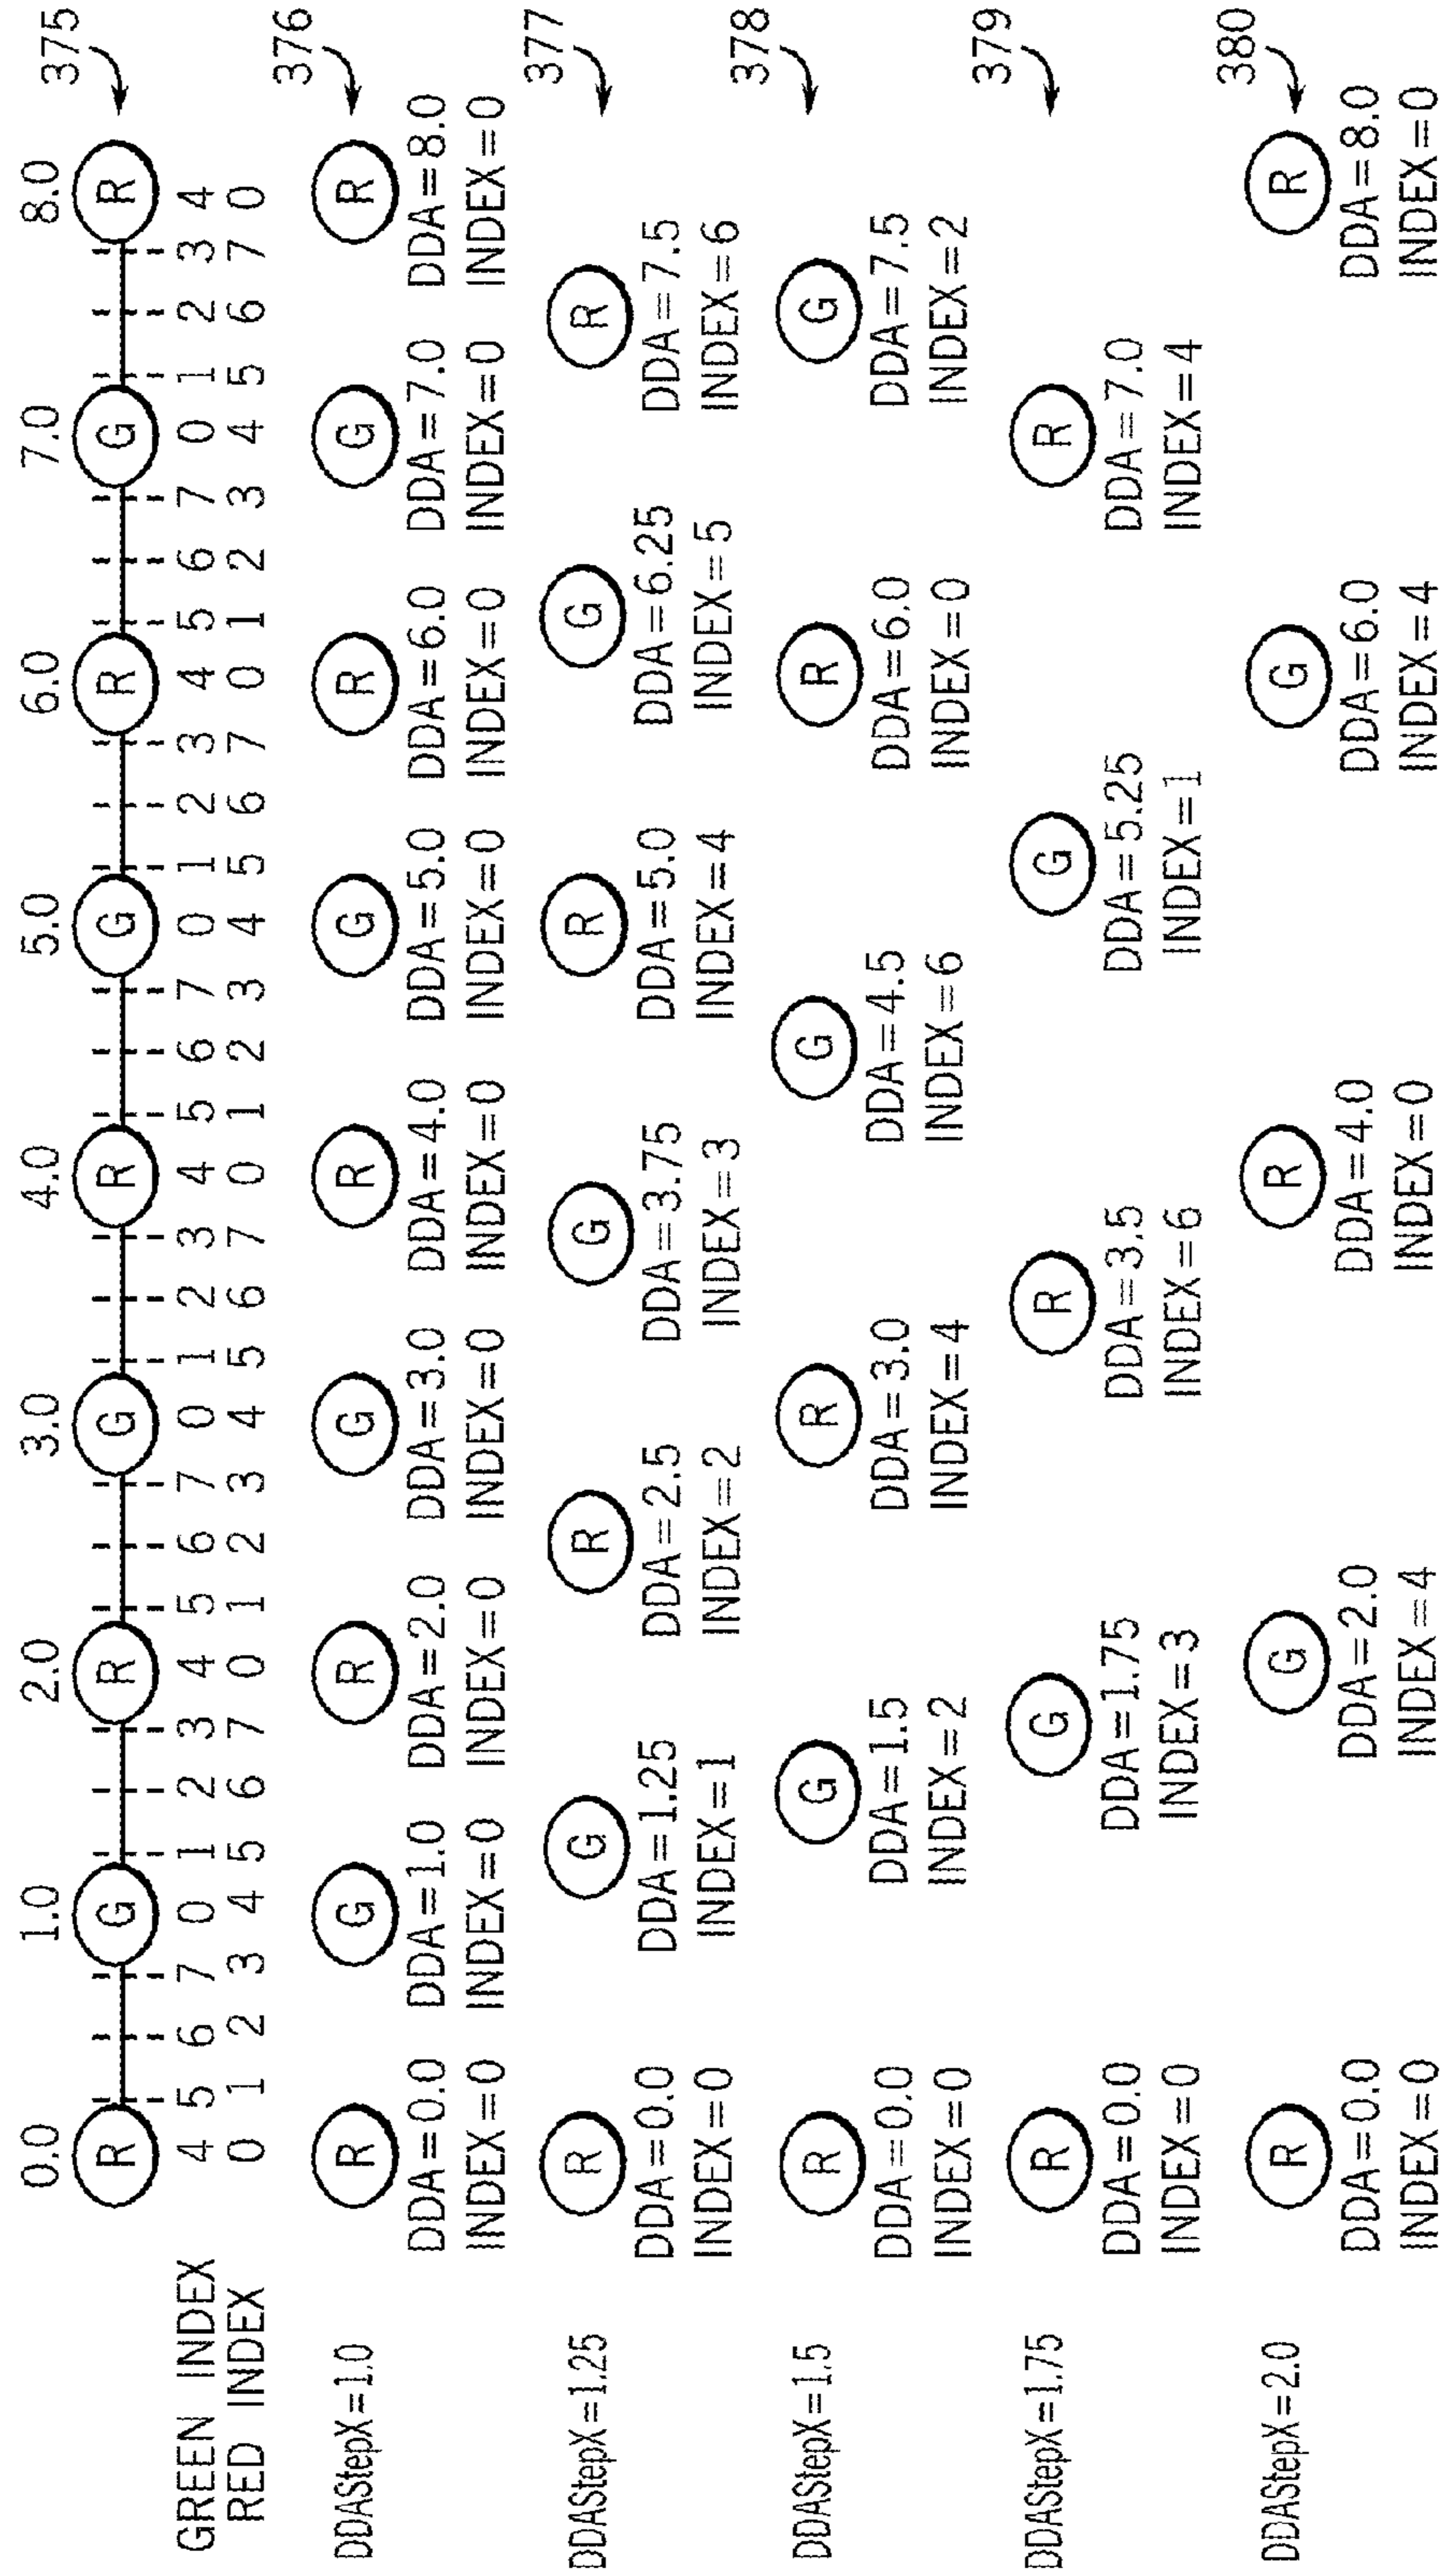 0.0 1.0 2.0 3.0 4.0 5.0 6.0 7.0 8.0 375
R G R G R G R G R
GREEN INDEX 4 5 6 7 0 1 2 3 4 5 6 7 0 1 2 3 4 5 6 7 0 1 2 3 4 5 6 7 0 1 2 3 4
RED INDEX 0 1 2 3 4 5 6 7 0 1 2 3 4 5 6 7 0 1 2 3 4 5 6 7 0 1 2 3 4 5 6 7 0
376
DDAStepX=1.0 R G R G R G R G R
DDA=0.0 DDA=1.0 DDA=2.0 DDA=3.0 DDA=4.0 DDA=5.0 DDA=6.0 DDA=7.0 DDA=8.0
INDEX=0 INDEX=0 INDEX=0 INDEX=0 INDEX=0 INDEX=0 INDEX=0 INDEX=0 INDEX=0
377
DDAStepX=1.25 R G R G R G R
DDA=0.0 DDA=1.25 DDA=2.5 DDA=3.75 DDA=5.0 DDA=6.25 DDA=7.5
INDEX=0 INDEX=1 INDEX=2 INDEX=3 INDEX=4 INDEX=5 INDEX=6
378
DDAStepX=1.5 R G R G R G
DDA=0.0 DDA=1.5 DDA=3.0 DDA=4.5 DDA=6.0 DDA=7.5
INDEX=0 INDEX=2 INDEX=4 INDEX=6 INDEX=0 INDEX=2
379
DDAStepX=1.75 R G R G R
DDA=0.0 DDA=1.75 DDA=3.5 DDA=5.25 DDA=7.0
INDEX=0 INDEX=3 INDEX=6 INDEX=1 INDEX=4
380
DDAStepX=2.0 R G R G R
DDA=0.0 DDA=2.0 DDA=4.0 DDA=6.0 DDA=8.0
INDEX=0 INDEX=4 INDEX=0 INDEX=4 INDEX=0